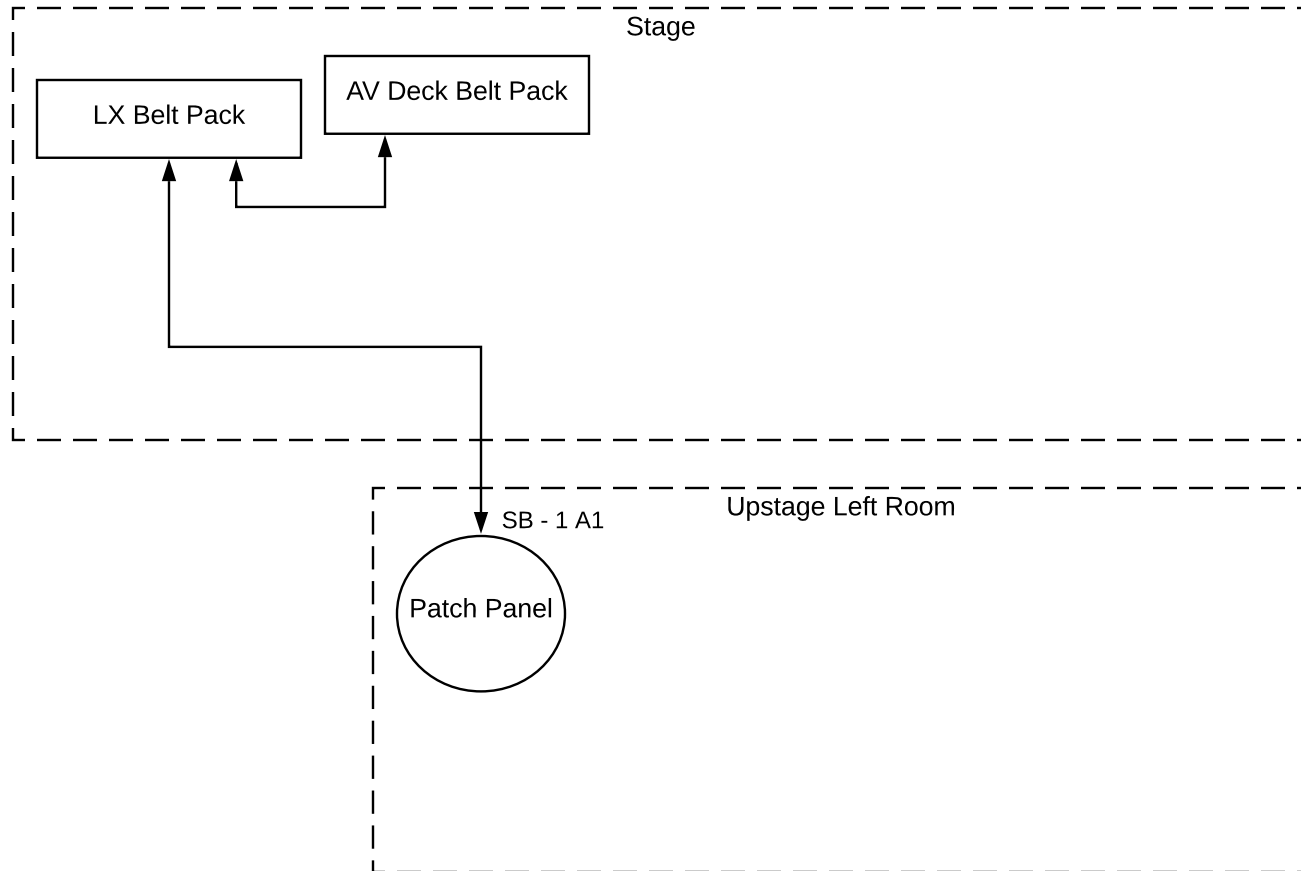 Stage
LX Belt Pack
AV Deck Belt Pack
Upstage Left Room
SB - 1 A1
Patch Panel